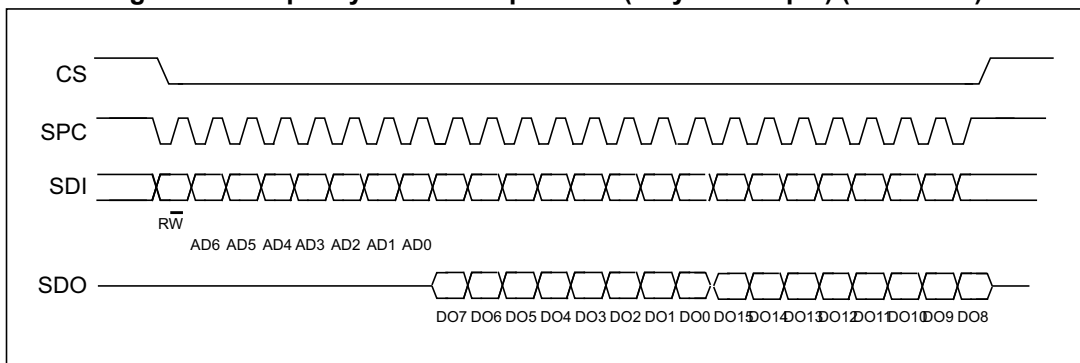 CS
SPC
SDI
RW
AD6 AD5 AD4 AD3 AD2 AD1 AD0
SDO
DO7 DO6 DO5 DO4 DO3 DO2 DO1 DO0 DO15 DO14 DO13 DO12 DO11 DO10 DO9 DO8